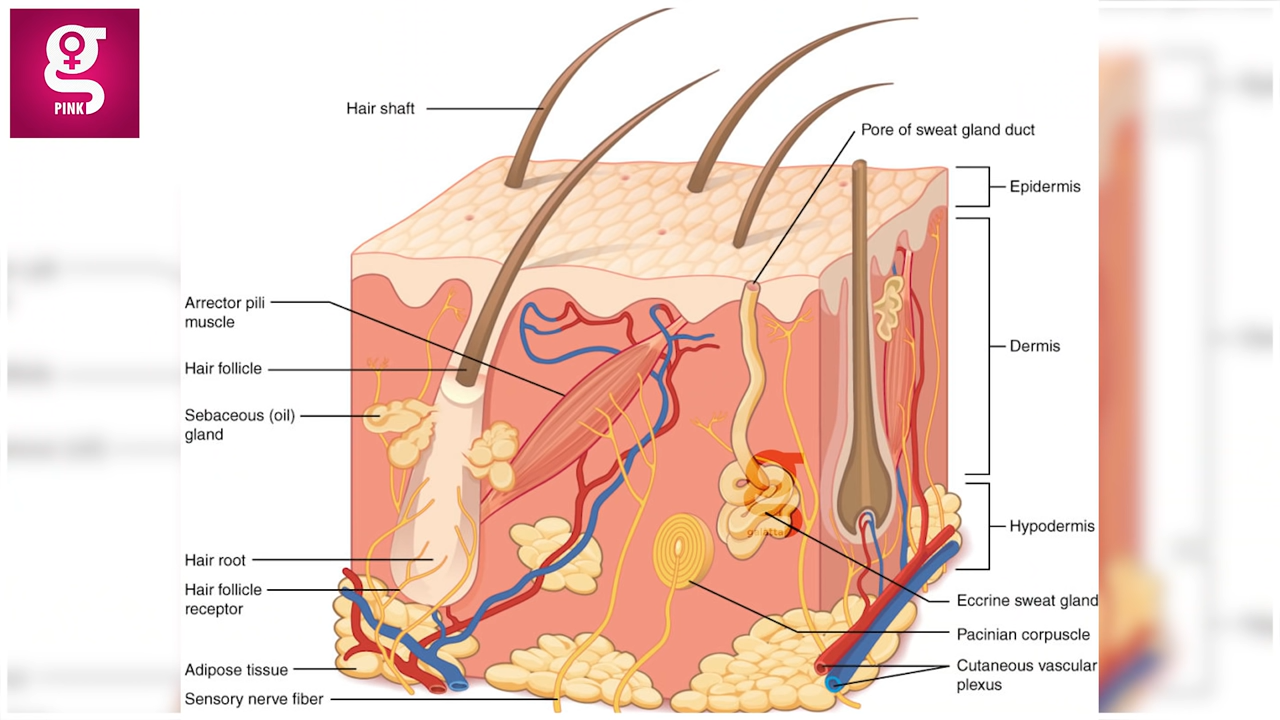 PINK
Hair shaft
Pore of sweat gland duct
Epidermis
Arrector pili
muscle
Dermis
Hair follicle
Sebaceous (oil)
gland
Hypodermis
galatta
Hair root
Hair follicle
receptor
Eccrine sweat gland
Pacinian corpuscle
Adipose tissue
Cutaneous vascular
plexus
Sensory nerve fiber